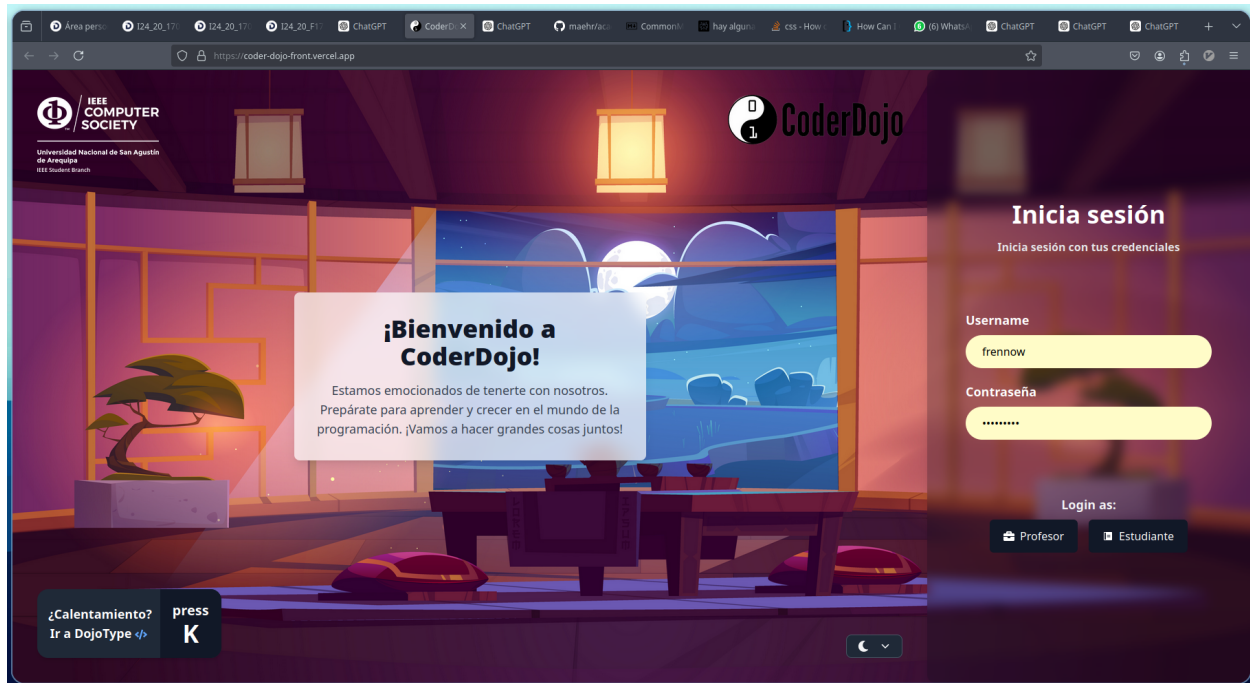 Área perso
I24_20_17(
I24_20_17(
I24_20_F17
ChatGPT
CoderDo
ChatGPT
maehr/aca
CommonM
hay alguna
css - How
How Can I
(6) WhatsA
ChatGPT
ChatGPT
ChatGPT
https://coder-dojo-front.vercel.app
IEEE
COMPUTER
SOCIETY
Universidad Nacional de San Agustín
de Arequipa
IEEE Student Branch
0
1
CoderDojo
¡Bienvenido a
CoderDojo!
Estamos emocionados de tenerte con nosotros.
Prepárate para aprender y crecer en el mundo de la
programación. ¡Vamos a hacer grandes cosas juntos!
Inicia sesión
Inicia sesión con tus credenciales
Username
frennow
Contraseña
•••••••••
Login as:
Profesor
Estudiante
¿Calentamiento?
Ir a DojoType </>
press
K